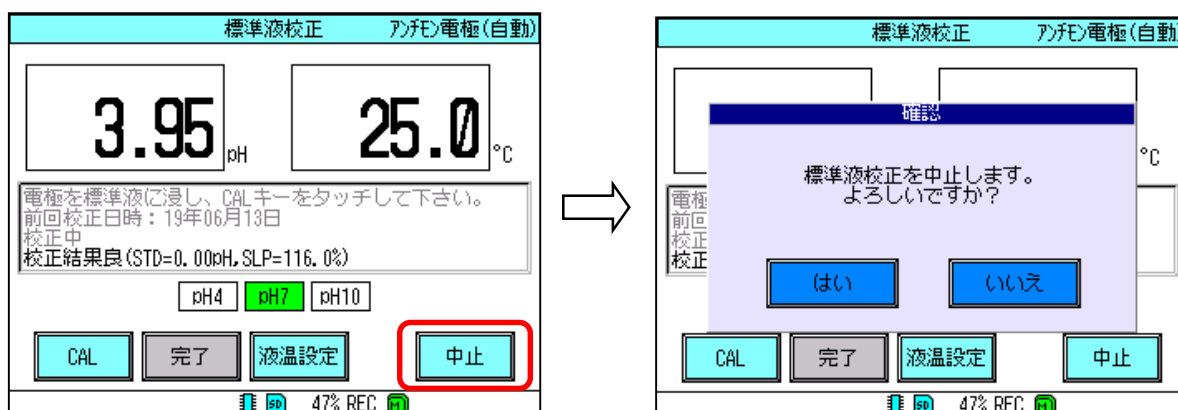 標準液校正 アンチモン電極(自動)
3.95 pH 25.0 °C
電極を標準液に浸し、CALキーをタッチして下さい。
前回校正日時：19年06月13日
校正中
校正結果良(STD=0.00pH,SLP=116.0%)
pH4 pH7 pH10
CAL 完了 液温設定 中止
SD 47% REC M
標準液校正 アンチモン電極(自動)
確認
°C
標準液校正を中止します。
よろしいですか？
電極
前回
校正
校正
はい いいえ
CAL 完了 液温設定 中止
SD 47% REC M